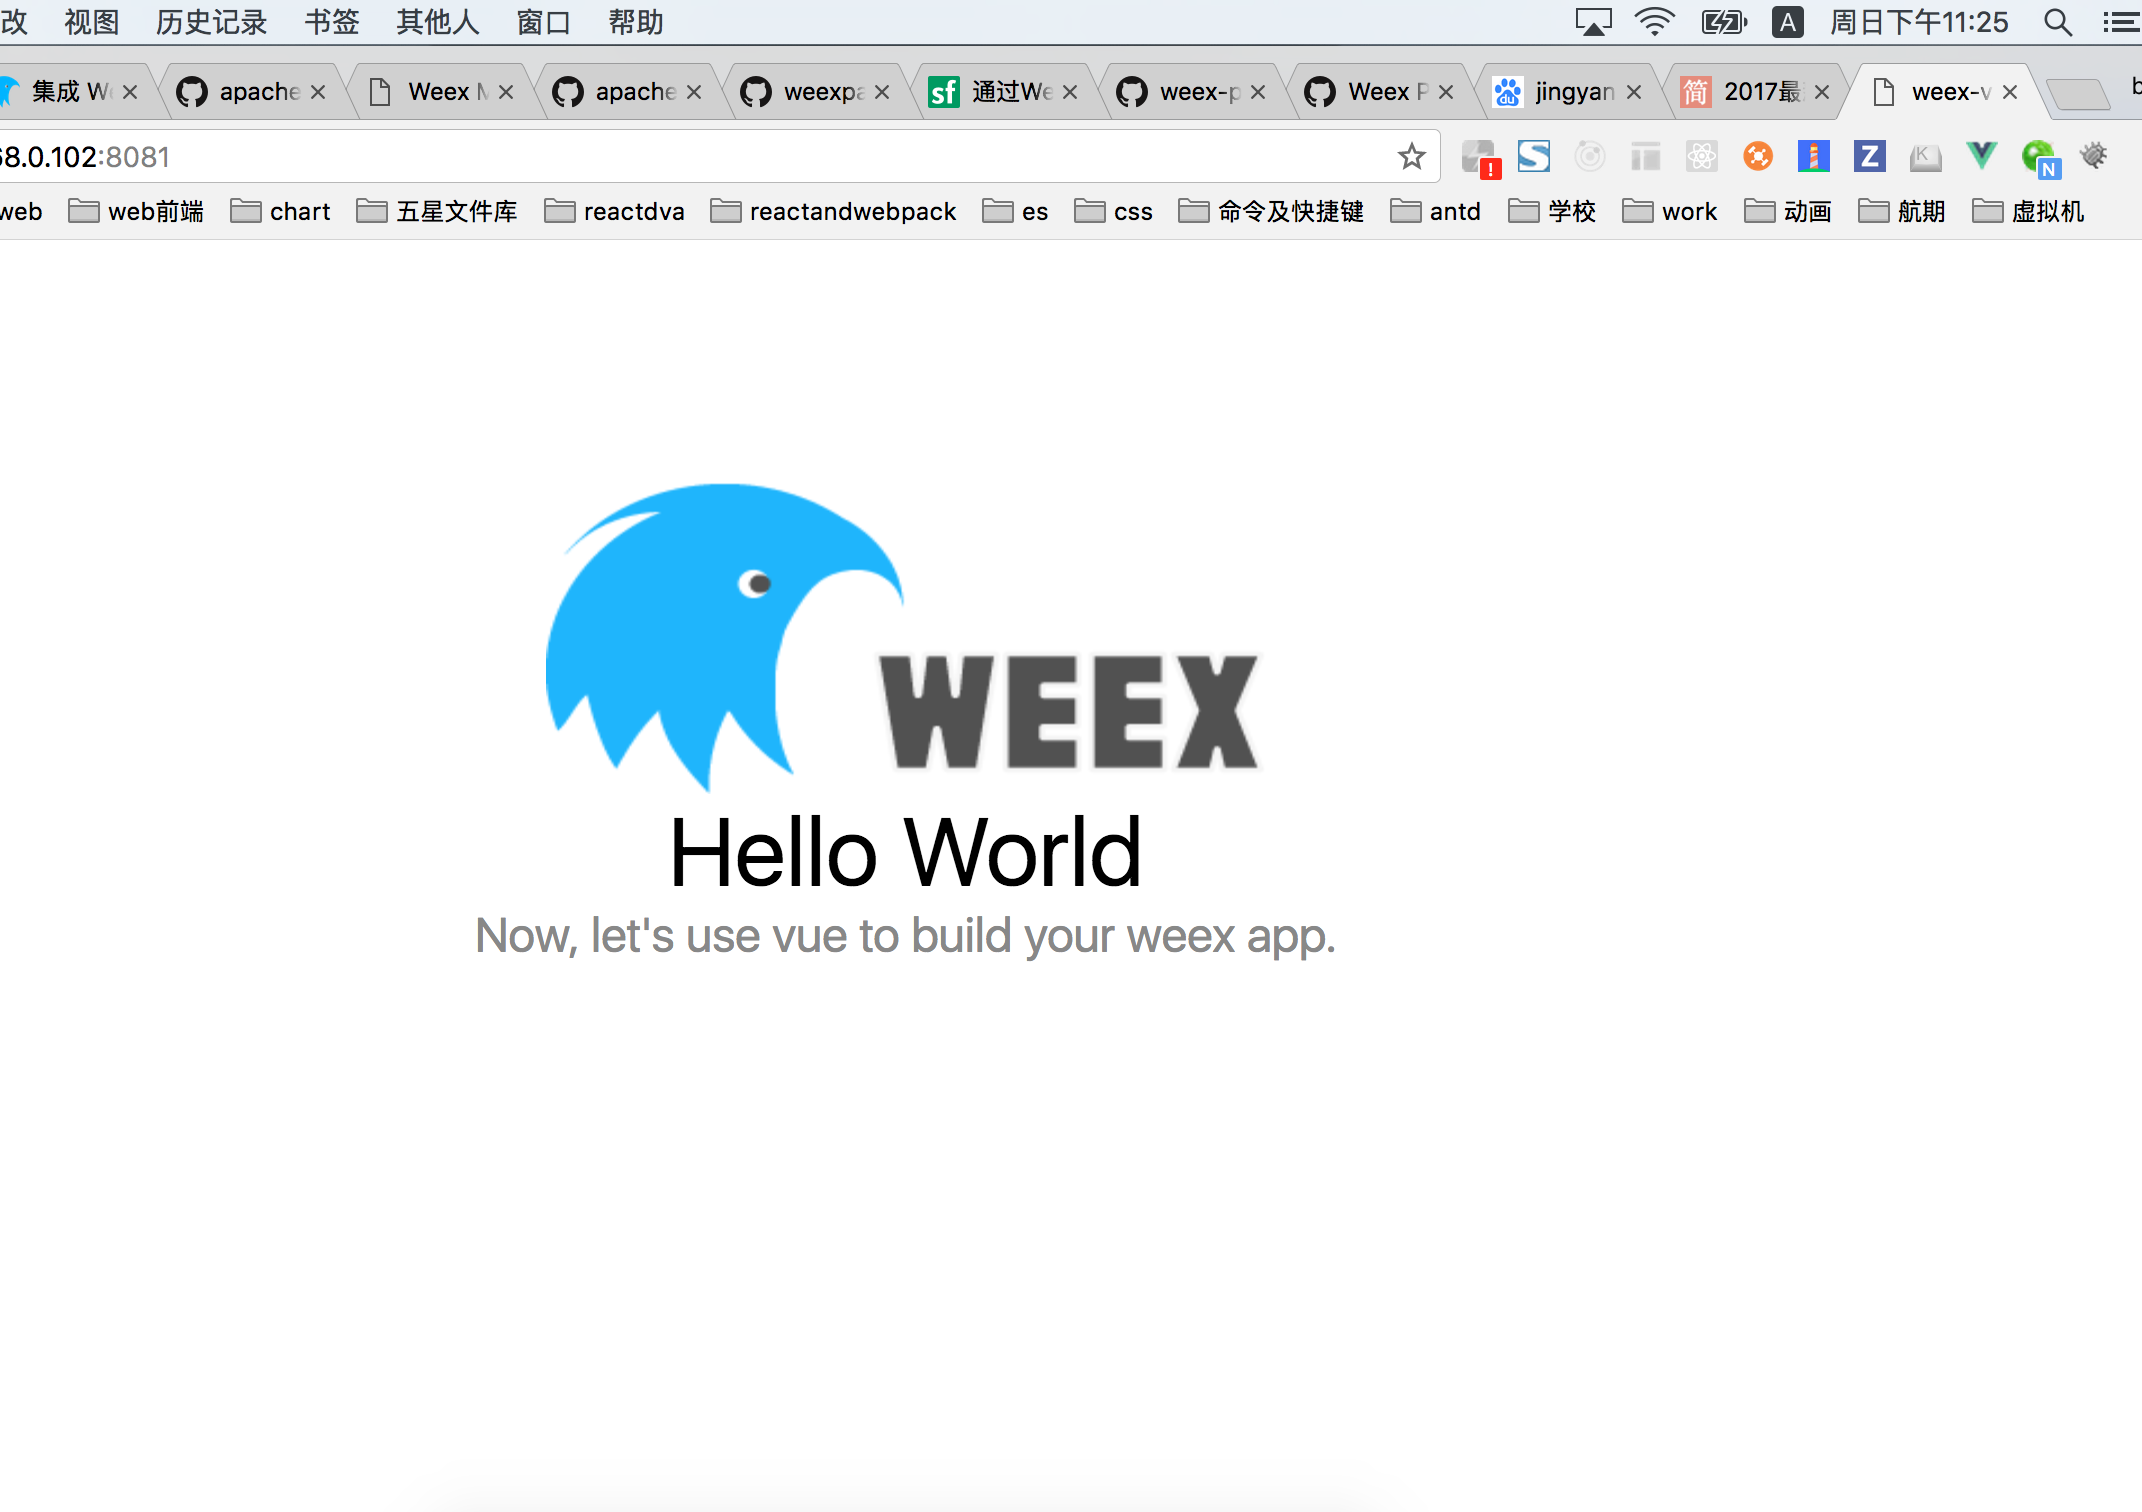 改 视图 历史记录 书签 其他人 窗口 帮助 A 周日下午11:25
集成 We apache Weex M apache weexpa sf 通过We weex-p Weex P du jingyan 简 2017最 weex-v
68.0.102:8081 ! S Z K N
web web前端 chart 五星文件库 reactdva reactandwebpack es css 命令及快捷键 antd 学校 work 动画 航期 虚拟机
WEEX
Hello World
Now, let's use vue to build your weex app.